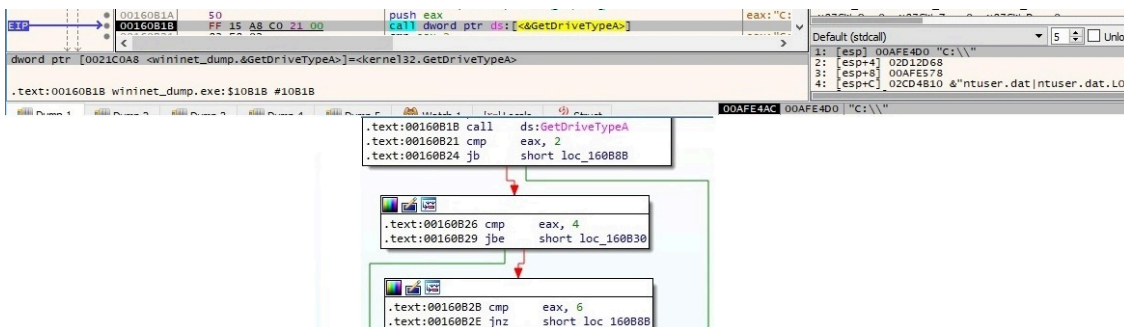 00160B1A 50 push eax eax:"C:
EIP 00160B1B FF 15 A8 C0 21 00 call dword ptr ds:[<&GetDriveTypeA>]
dword ptr [0021C0A8 <wininet_dump.&GetDriveTypeA>]=<kernel32.GetDriveTypeA>
.text:00160B1B wininet_dump.exe:$10B1B #10B1B
Default (stdcall) 5 Unlo
1: [esp] 00AFE4D0 "C:\\"
2: [esp+4] 02D12D68
3: [esp+8] 00AFE578
4: [esp+C] 02CD4B10 &"ntuser.dat|ntuser.dat.LO
00AFE4AC 00AFE4D0 "C:\\"
.text:00160B1B call ds:GetDriveTypeA
.text:00160B21 cmp eax, 2
.text:00160B24 jb short loc_160B8B
.text:00160B26 cmp eax, 4
.text:00160B29 jbe short loc_160B30
.text:00160B2B cmp eax, 6
.text:00160B2E jnz short loc_160B8B